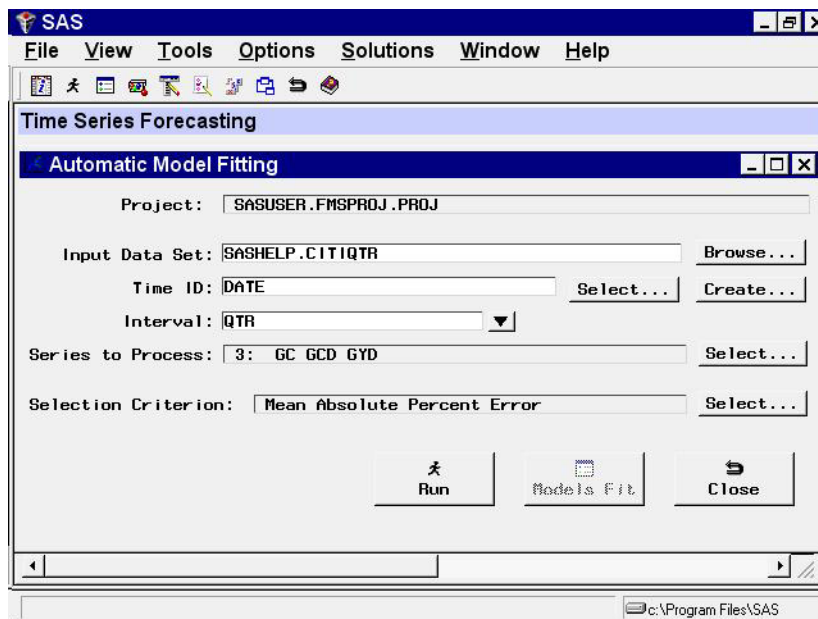 SAS
File View Tools Options Solutions Window Help
Time Series Forecasting
Automatic Model Fitting
Project: SASUSER.FMSPROJ.PROJ
Input Data Set: SASHELP.CITIQTR Browse...
Time ID: DATE Select... Create...
Interval: QTR
Series to Process: 3: GC GCD GYD Select...
Selection Criterion: Mean Absolute Percent Error Select...
Run Models Fit Close
c:\Program Files\SAS